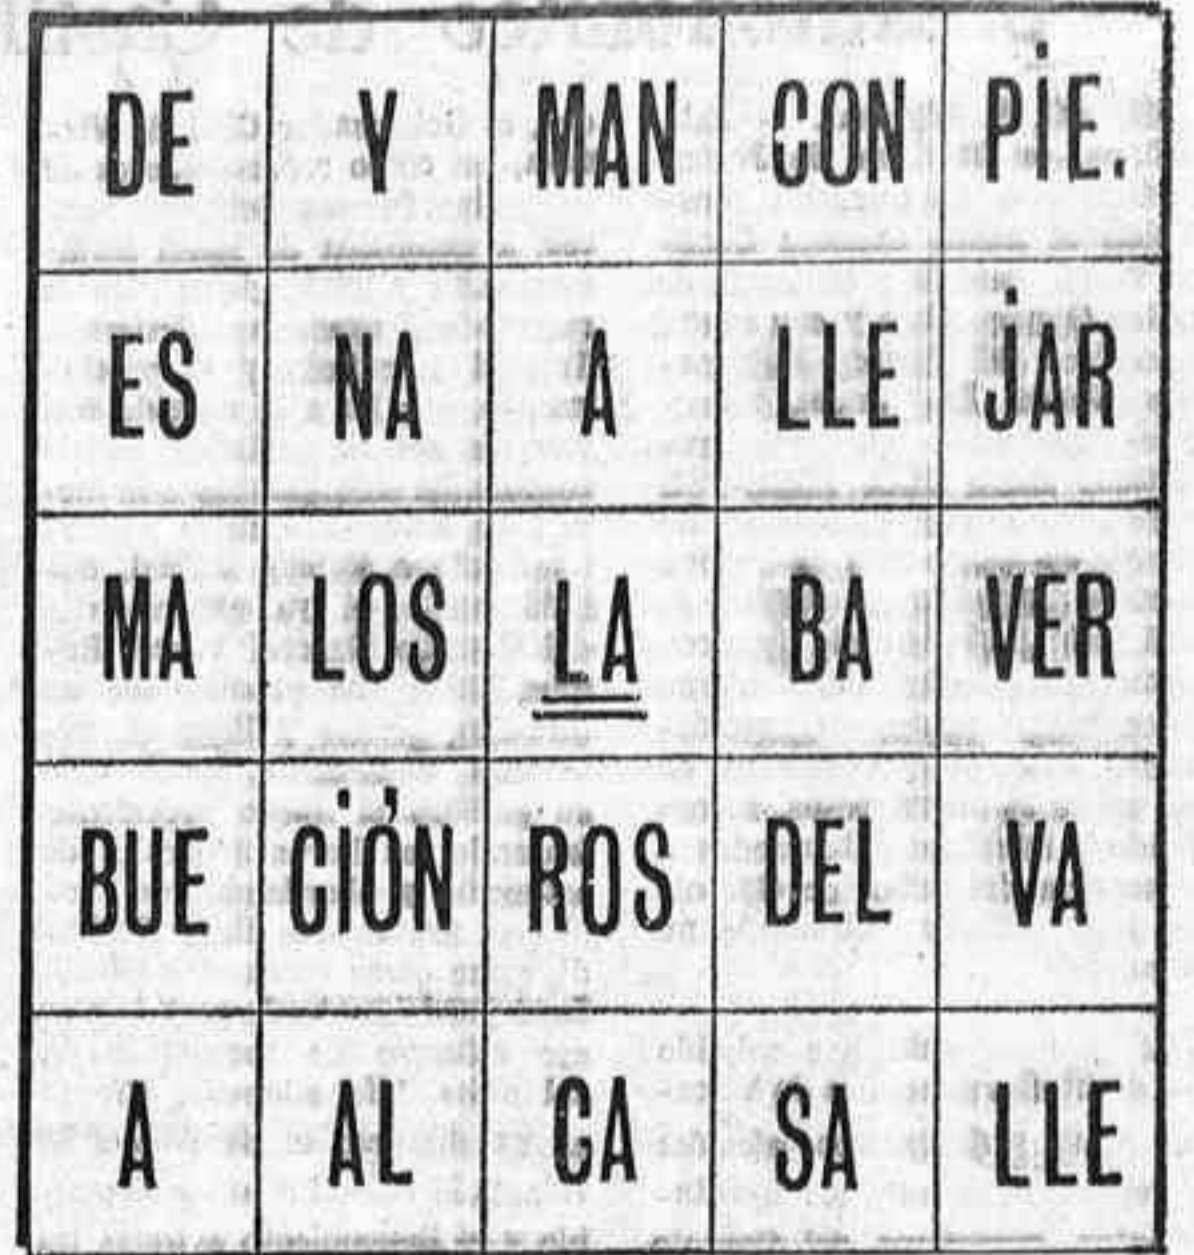 DE Y MAN CON PiE.
ES NA A LLE jAR
MA LOS LA BA VER
BUE CiÓN ROS DEL VA
A AL CA SA LLE